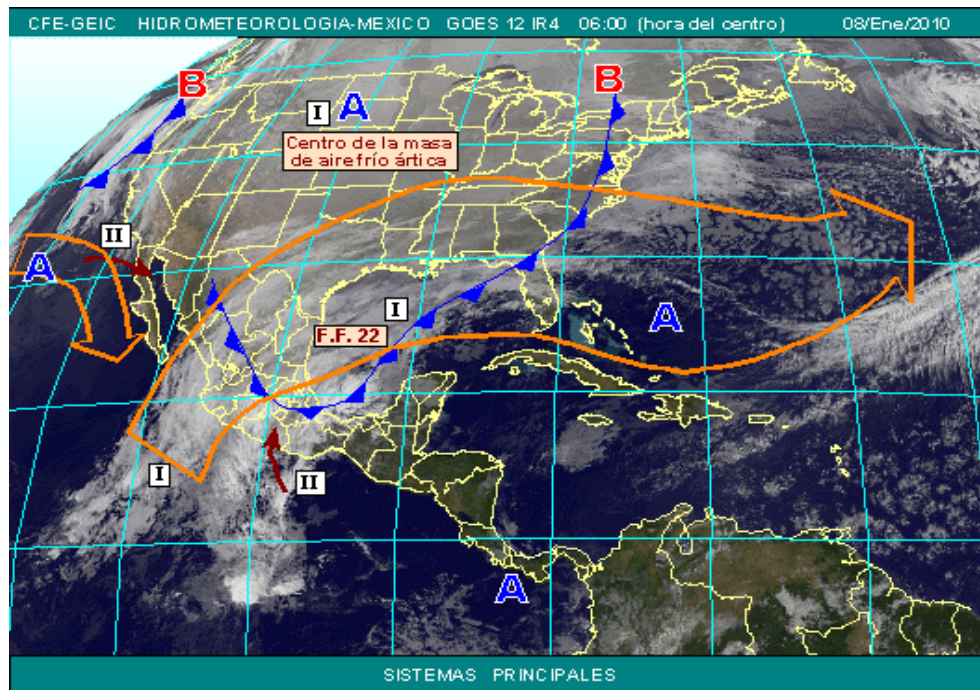 CFE-GEIC HIDROMETEOROLOGIA-MEXICO GOES 12 IR4 06:00 (hora del centro) 08/Ene/2010
B
B
I
A
Centro de la masa
de aire frío ártica
II
A
I
A
F.F. 22
I
II
A
SISTEMAS PRINCIPALES